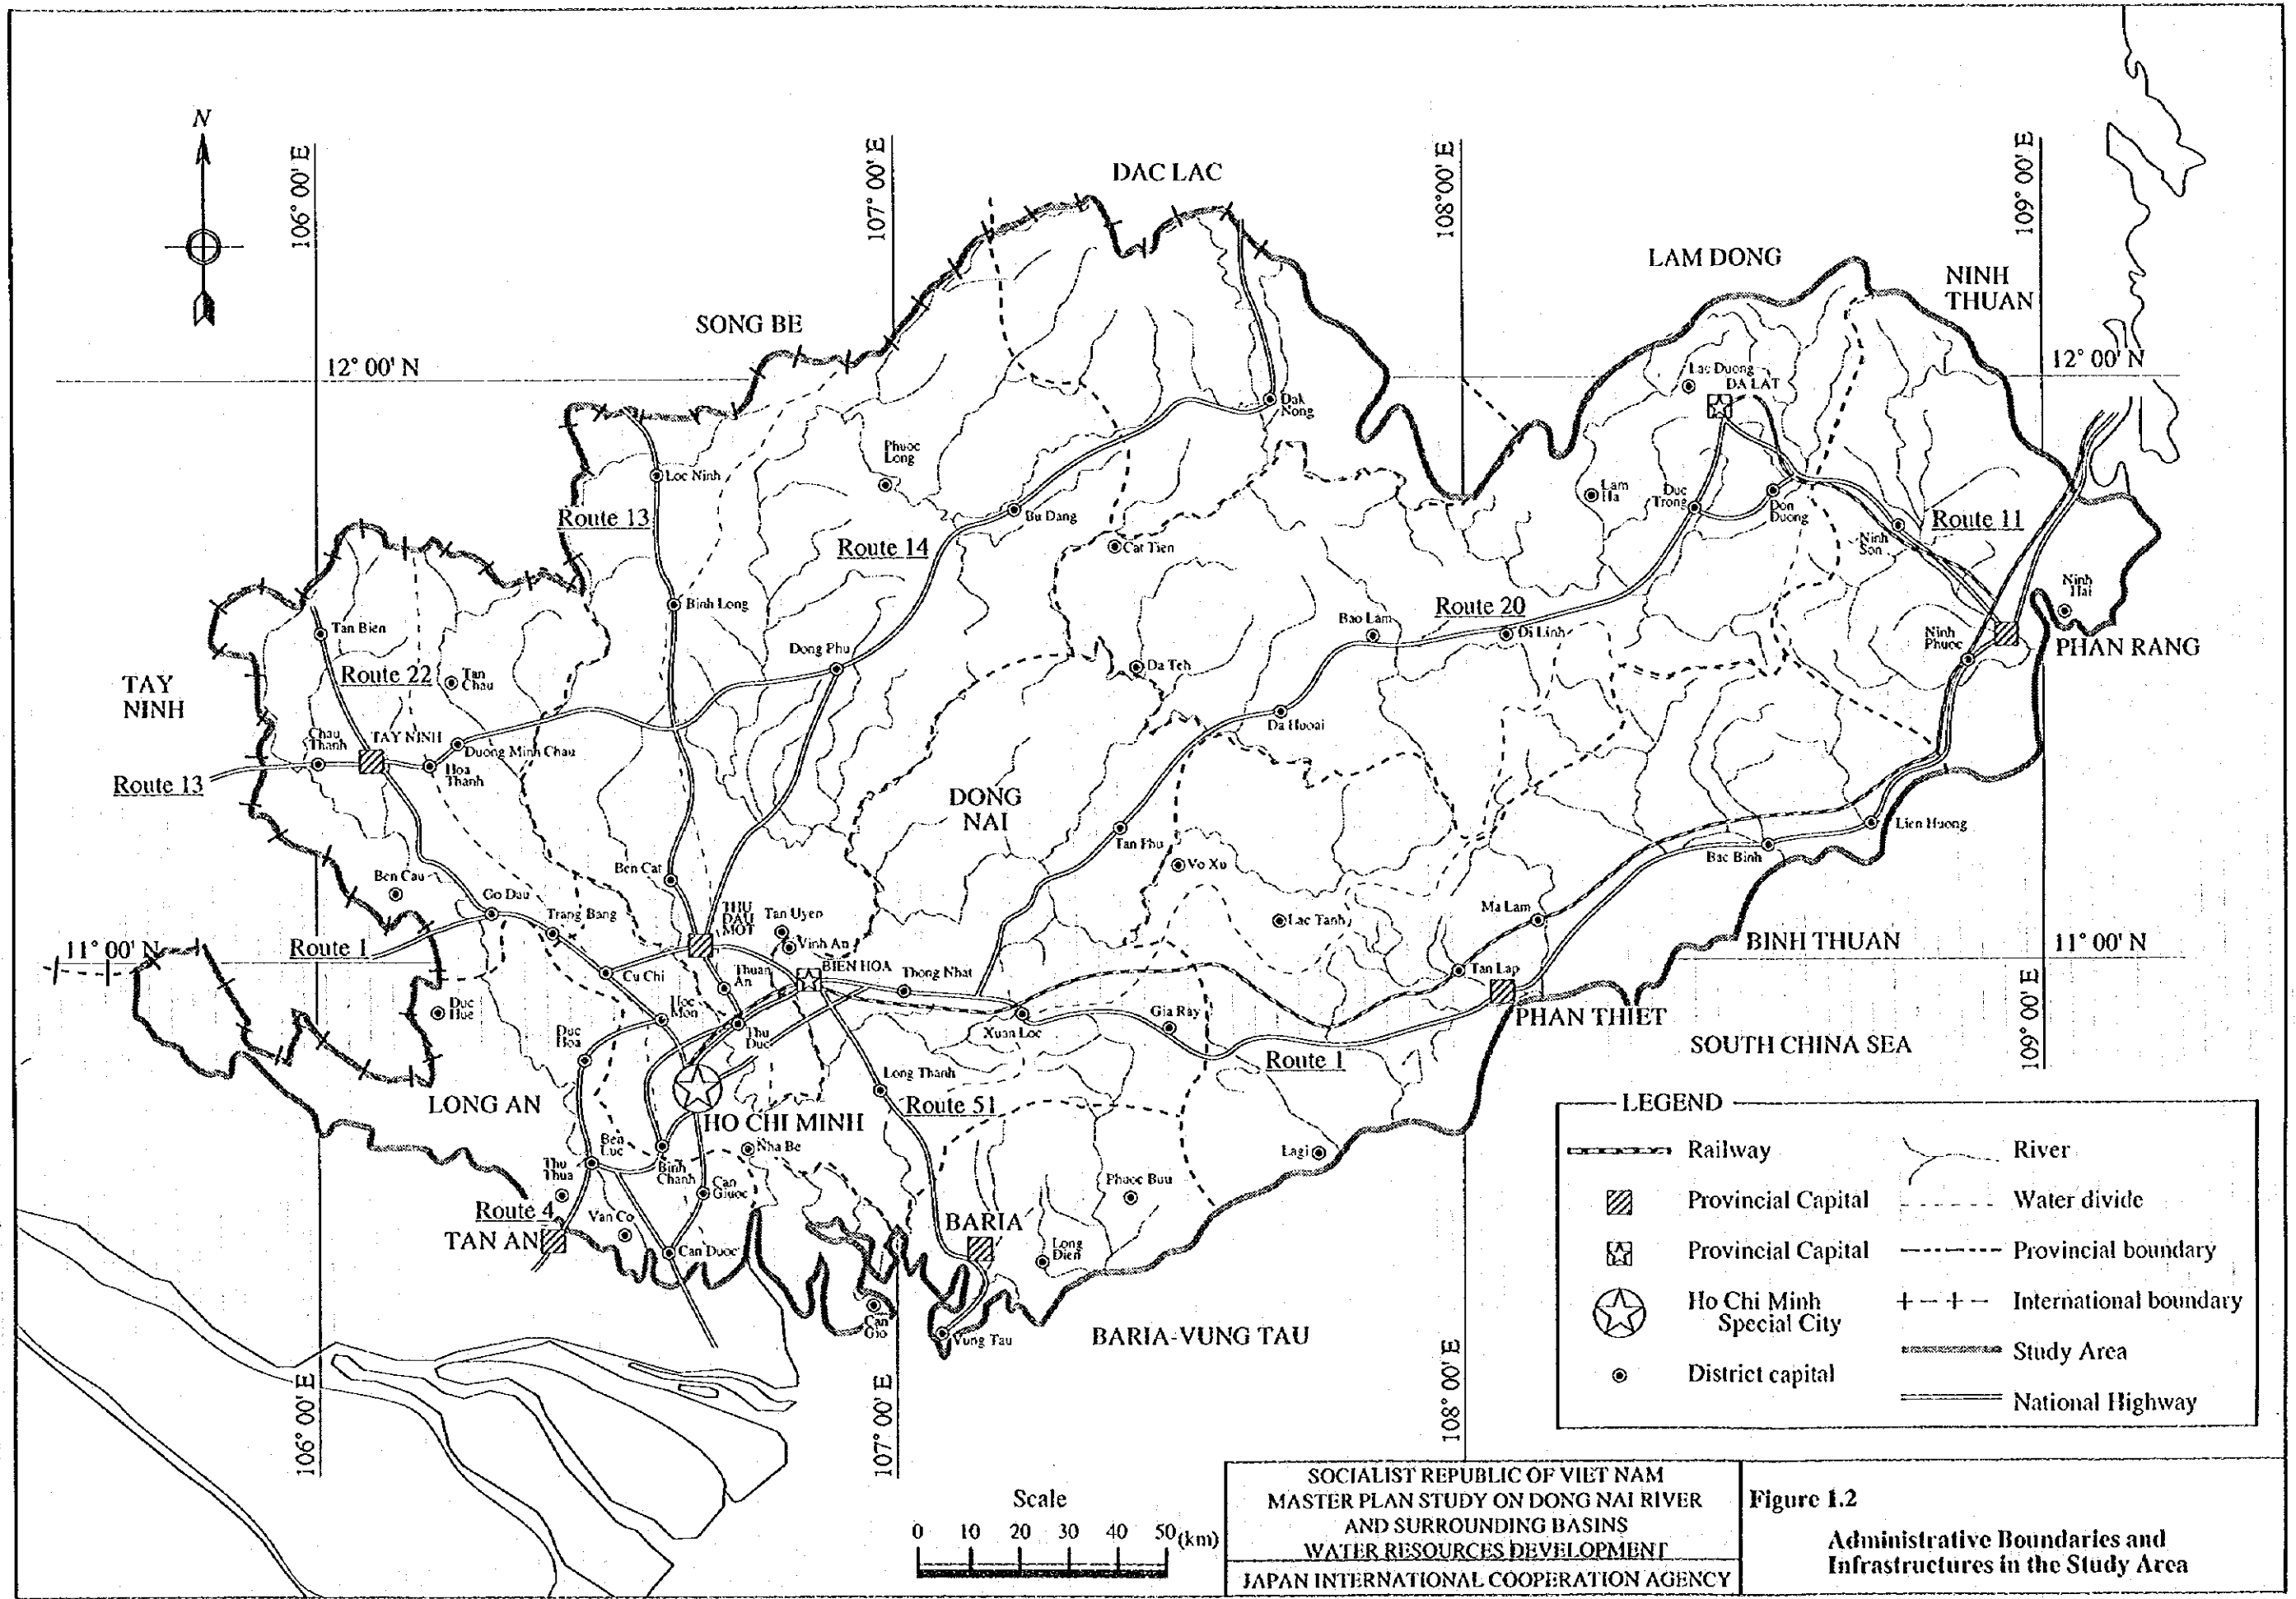 N
106° 00' E
107° 00' E
108° 00' E
109° 00' E
DAC LAC
LAM DONG
NINH
THUAN
SONG BE
12° 00' N
12° 00' N
Lac Duong
DA LAT
Dak
Nong
Phuoc
Long
Loc Ninh
Lam
Ha
Duc
Trong
Don
Duong
Route 13
Bu Dang
Route 11
Route 14
Cat Tien
Ninh
Son
Ninh
Hai
Binh Long
Route 20
Tan Bien
Bao Lam
Di Linh
Ninh
Phuoc
PHAN RANG
Dong Phu
Da Teh
Route 22
Tan
Chau
TAY
NINH
Da Huoai
Chau
Thanh
TAY NINH
Duong Minh Chau
Hoa
Thanh
Route 13
DONG
NAI
Lien Huong
Tan Phu
Bac Binh
Vo Xu
Ben Cat
Ben Cau
Go Dau
Trang Bang
THU
DAU
MOT
Tan Uyen
Ma Lam
Lac Tanh
11° 00' N
Route 1
Vinh An
BINH THUAN
11° 00' N
Cu Chi
Thuan
An
BIEN HOA
Thong Nhat
Tan Lap
Duc
Hue
Hoc
Mon
Gia Ray
PHAN THIET
Duc
Hoa
Thu
Duc
Xuan Loc
Route 1
SOUTH CHINA SEA
109° 00' E
Long Thanh
LONG AN
Route 51
HO CHI MINH
Nha Be
Ben
Luc
Lagi
Thu
Thua
Binh
Chanh
Can
Giuoc
Phuoc Buu
Route 4
Van Co
BARIA
TAN AN
Can Duoc
Long
Dien
Can
Gio
Vung Tau
BARIA-VUNG TAU
106° 00' E
107° 00' E
108° 00' E
LEGEND
Railway
River
Provincial Capital
Water divide
Provincial Capital
Provincial boundary
Ho Chi Minh
Special City
International boundary
Study Area
District capital
National Highway
Scale
0 10 20 30 40 50 (km)
SOCIALIST REPUBLIC OF VIET NAM
MASTER PLAN STUDY ON DONG NAI RIVER
AND SURROUNDING BASINS
WATER RESOURCES DEVELOPMENT
JAPAN INTERNATIONAL COOPERATION AGENCY
Figure 1.2
Administrative Boundaries and
Infrastructures in the Study Area